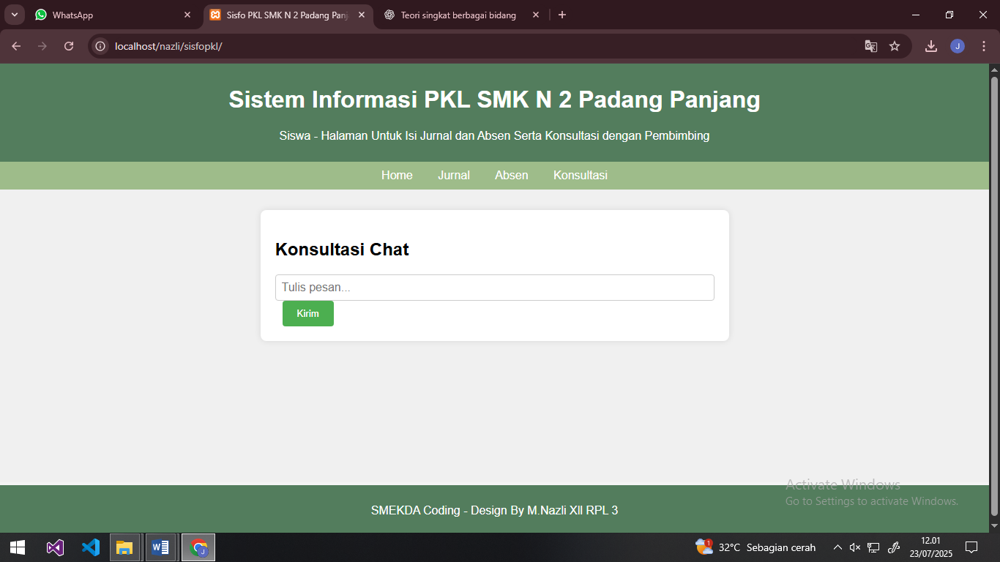 WhatsApp
Sisfo PKL SMK N 2 Padang Panj
Teori singkat berbagai bidang
localhost/nazli/sisfopkl/
J
Sistem Informasi PKL SMK N 2 Padang Panjang
Siswa - Halaman Untuk Isi Jurnal dan Absen Serta Konsultasi dengan Pembimbing
Home Jurnal Absen Konsultasi
Konsultasi Chat
Tulis pesan...
Kirim
Activate Windows
Go to Settings to activate Windows.
SMEKDA Coding - Design By M.Nazli XII RPL 3
1
32°C Sebagian cerah
12.01
23/07/2025